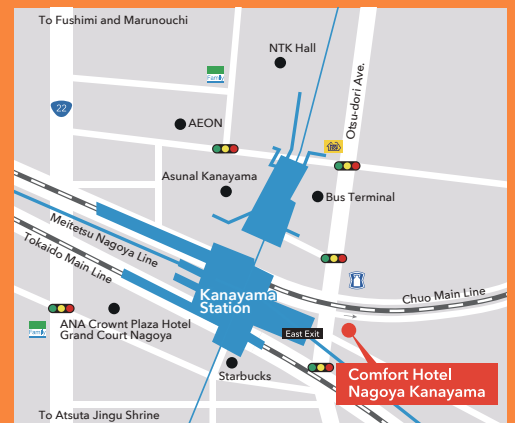 To Fushimi and Marunouchi
NTK Hall
Family
22
Otsu-dori Ave.
AEON
Asunal Kanayama
Bus Terminal
Meitetsu Nagoya Line
Tokaido Main Line
Kanayama
Station
Chuo Main Line
ANA Crownt Plaza Hotel
Grand Court Nagoya
Family
East Exit
Starbucks
Comfort Hotel
Nagoya Kanayama
To Atsuta Jingu Shrine